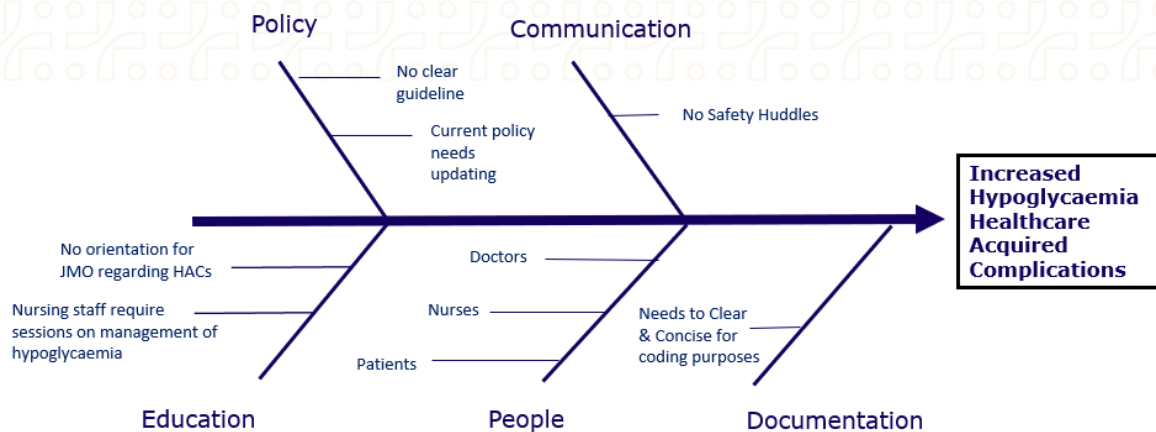 Policy
Communication
No clear
guideline
Current policy
needs
updating
No Safety Huddles
Increased
Hypoglycaemia
Healthcare
Acquired
Complications
No orientation for
JMO regarding HACs
Nursing staff require
sessions on management of
hypoglycaemia
Doctors
Nurses
Patients
Needs to Clear
& Concise for
coding purposes
Education
People
Documentation